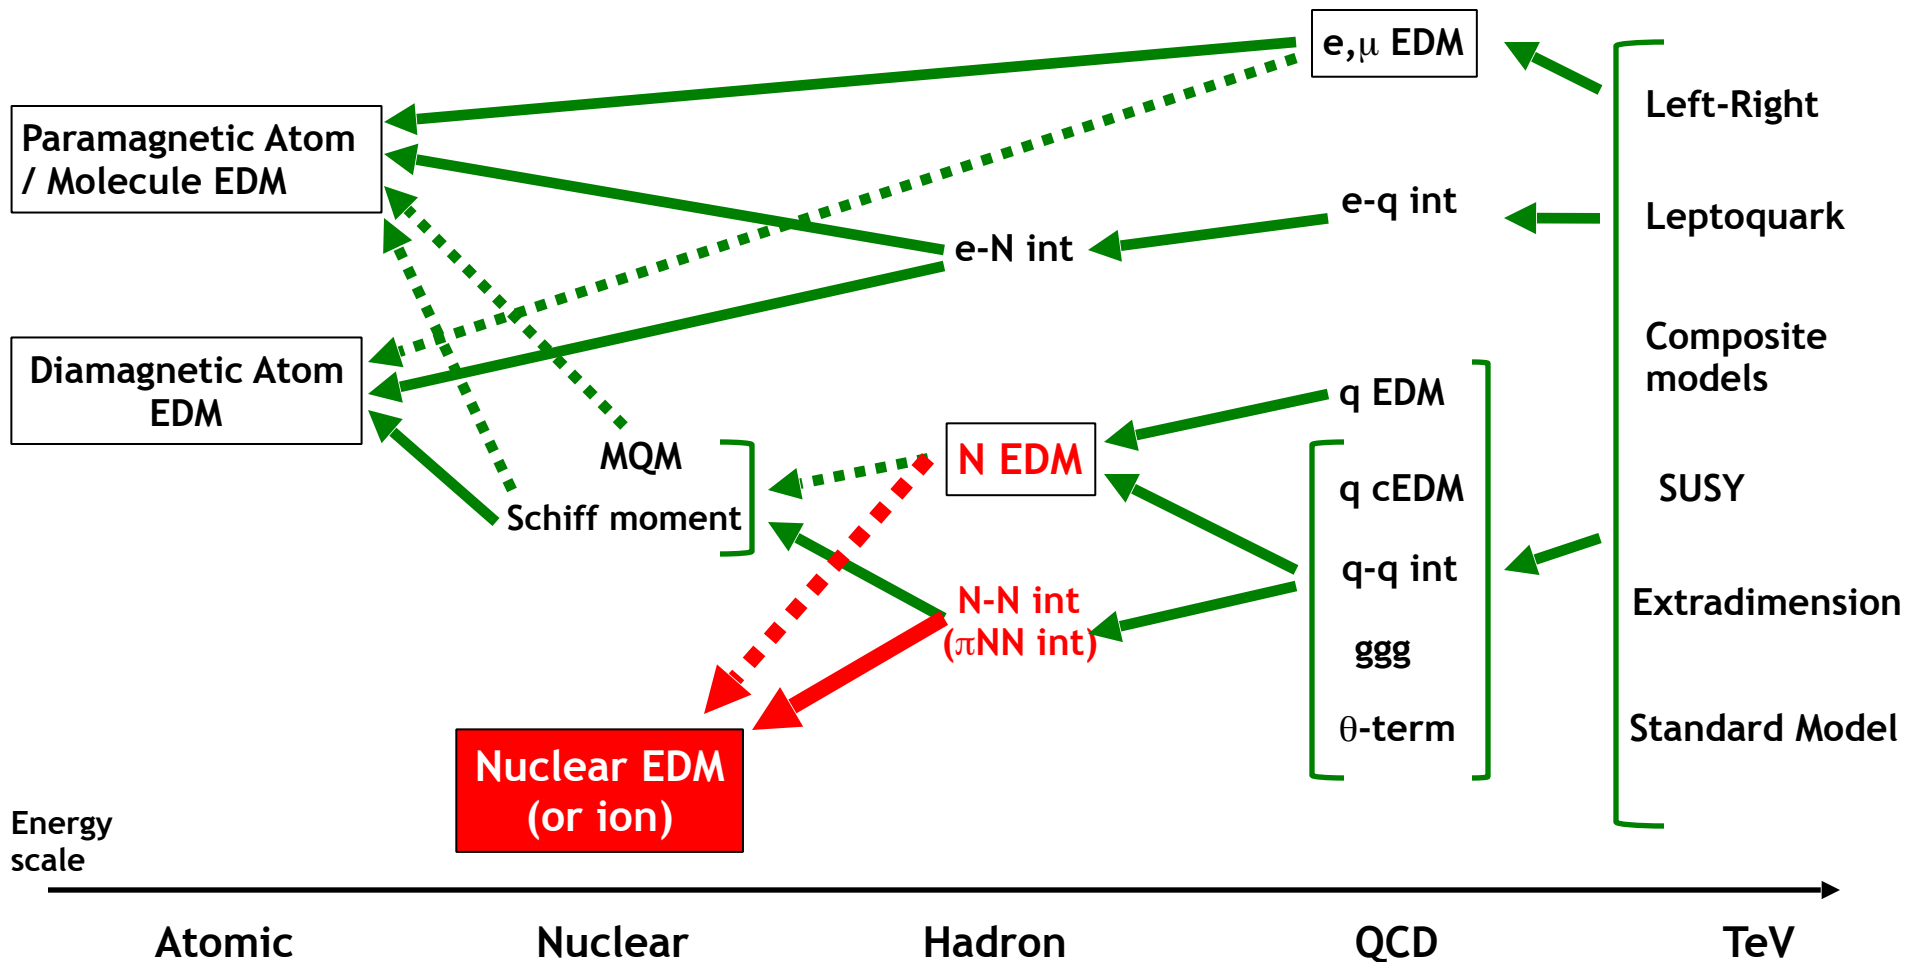 e,μ EDM
Left-Right
Paramagnetic Atom
/ Molecule EDM
e-q int
Leptoquark
e-N int
Composite
models
Diamagnetic Atom
EDM
q EDM
MQM
N EDM
q cEDM
SUSY
Schiff moment
q-q int
N-N int
(πNN int)
Extradimension
ggg
θ-term
Standard Model
Nuclear EDM
(or ion)
Energy
scale
Atomic
Nuclear
Hadron
QCD
TeV